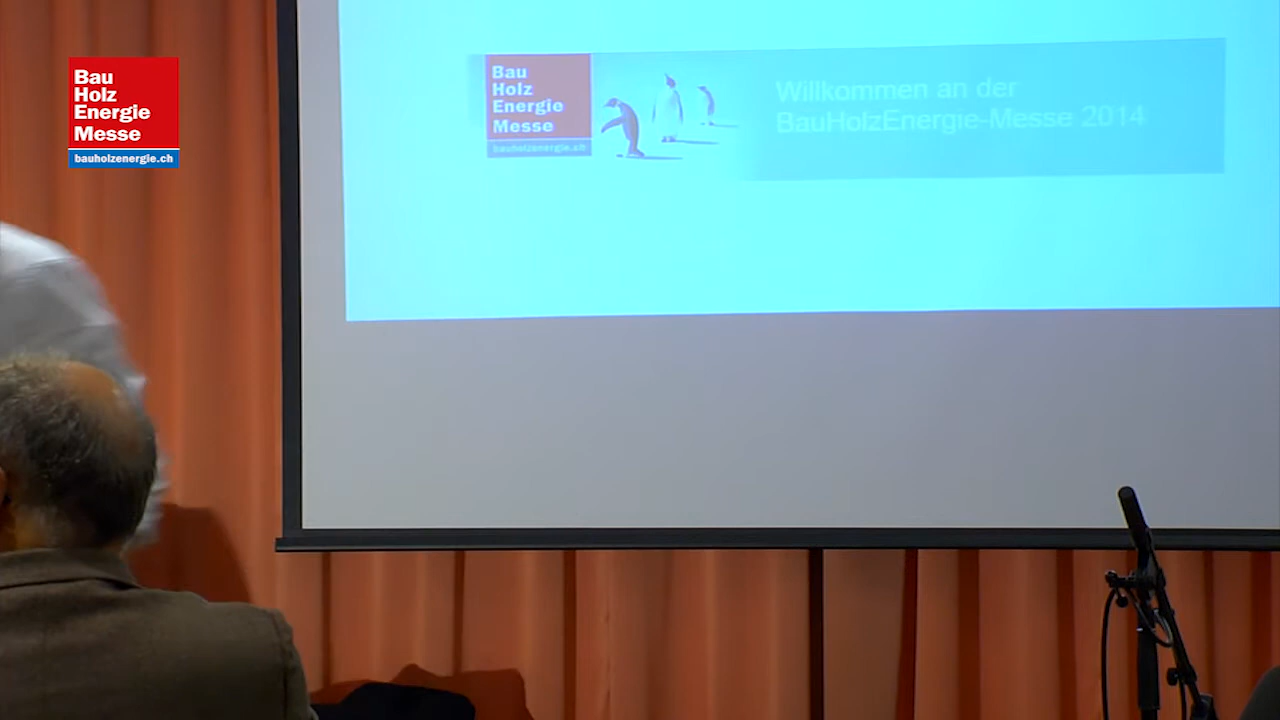 Bau
Holz
Energie
Messe
bauholzenergie.ch
Bau
Holz
Energie
Messe
bauholzenergie.ch
Willkommen an der
BauHolzEnergie-Messe 2014